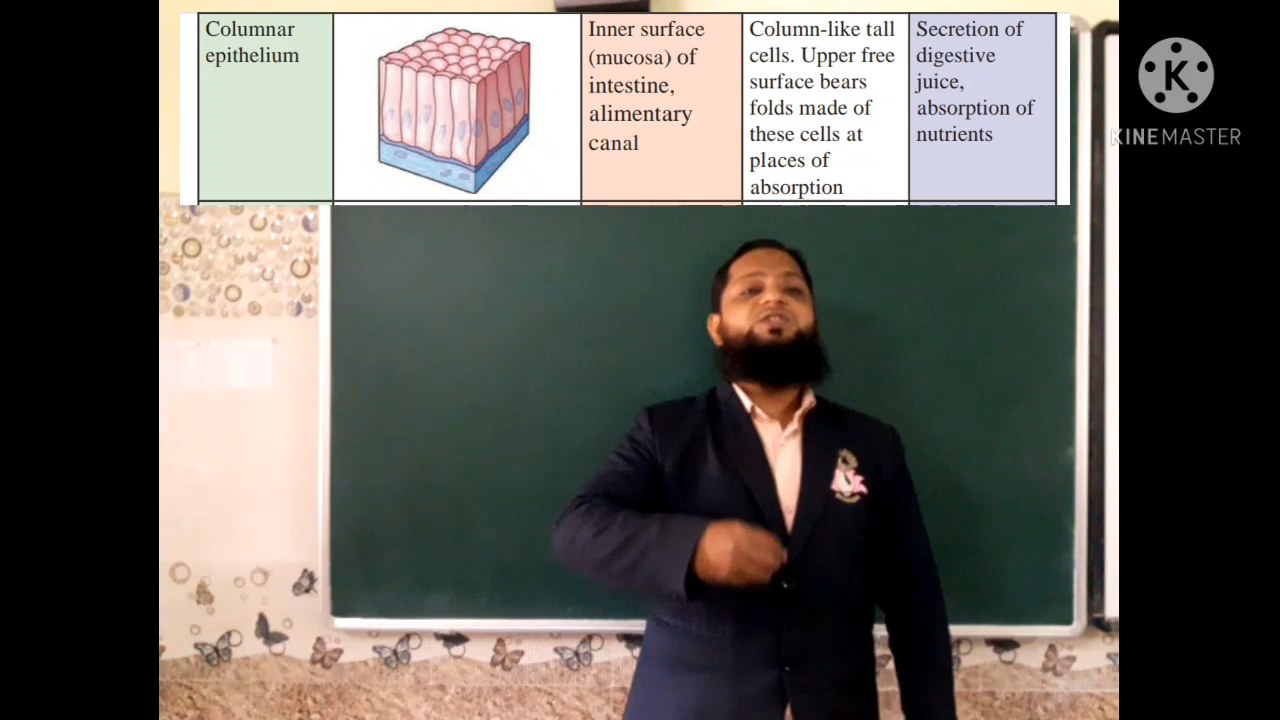 Columnar
epithelium
Inner surface
(mucosa) of
intestine,
alimentary
canal
Column-like tall
cells. Upper free
surface bears
folds made of
these cells at
places of
absorption
Secretion of
digestive
juice,
absorption of
nutrients
K
KINEMASTER